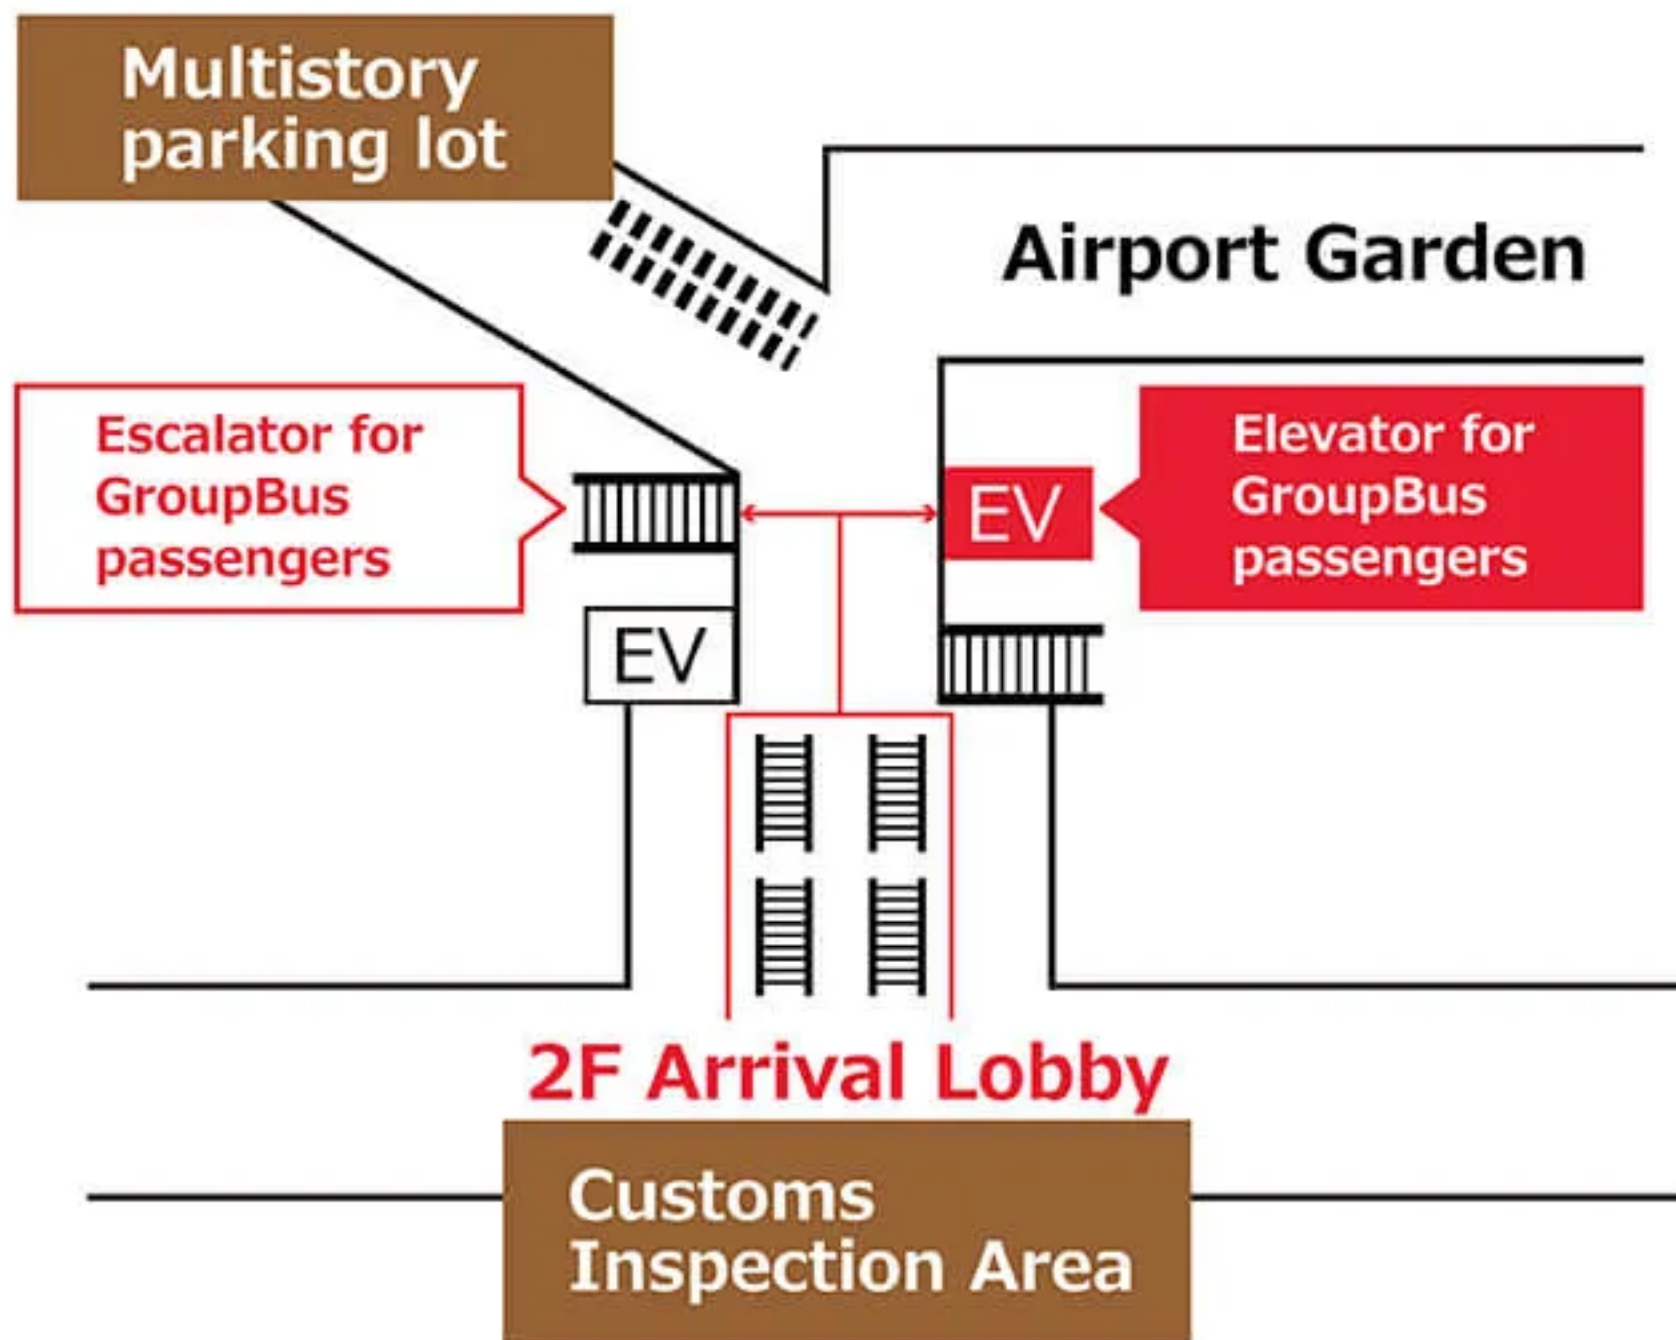 Multistory
parking lot
Airport Garden
Escalator for
GroupBus
passengers
EV
Elevator for
GroupBus
passengers
EV
2F Arrival Lobby
Customs
Inspection Area